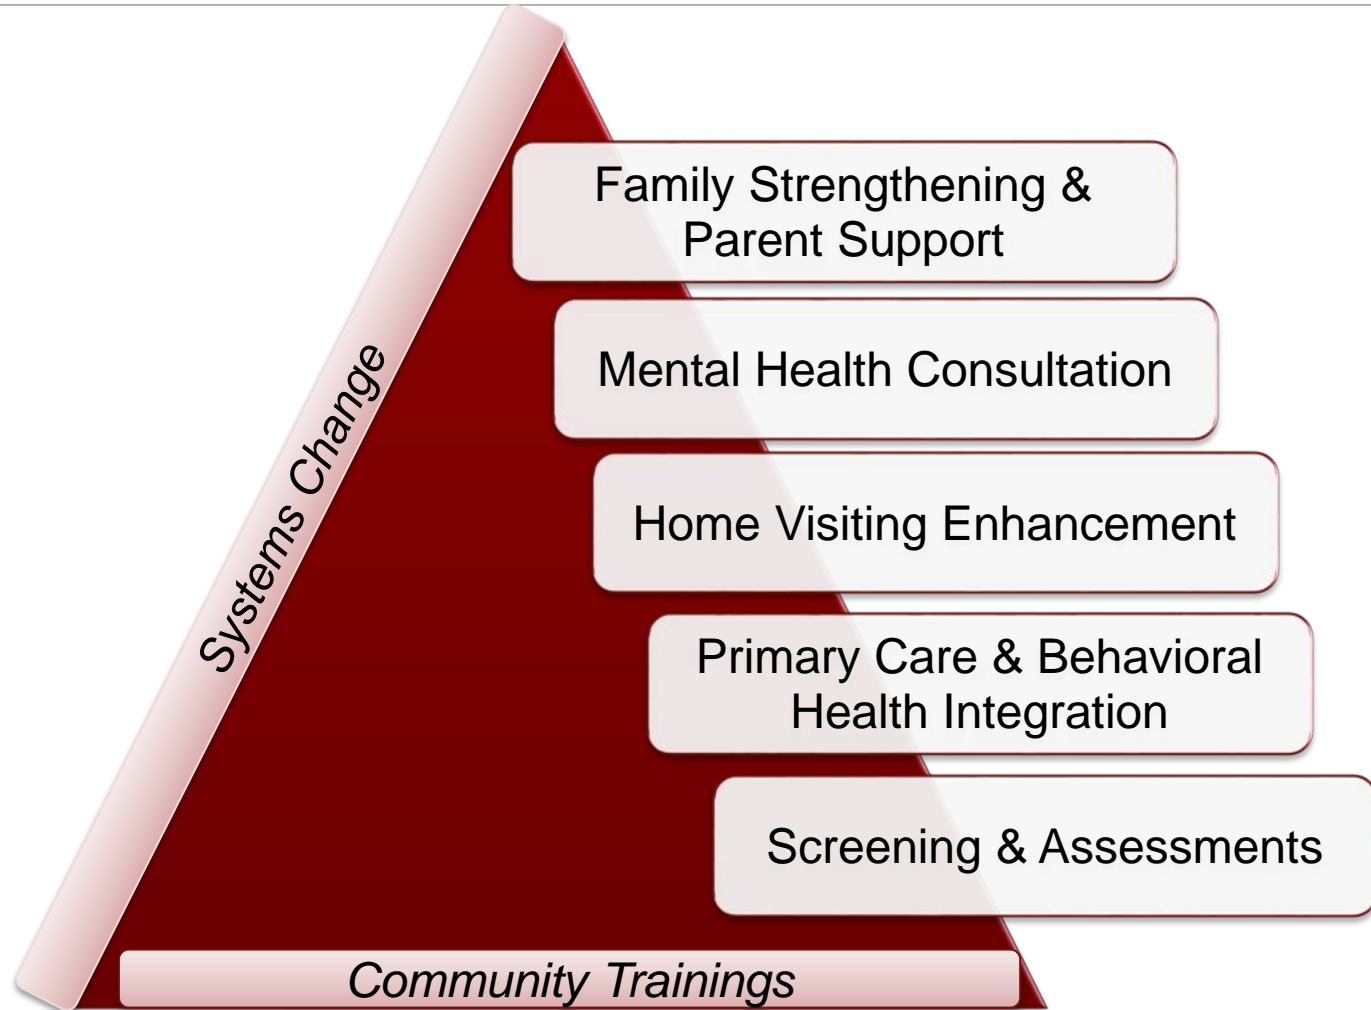 Family Strengthening &
Parent Support
Mental Health Consultation
Home Visiting Enhancement
Primary Care & Behavioral
Health Integration
Screening & Assessments
Systems Change
Community Trainings